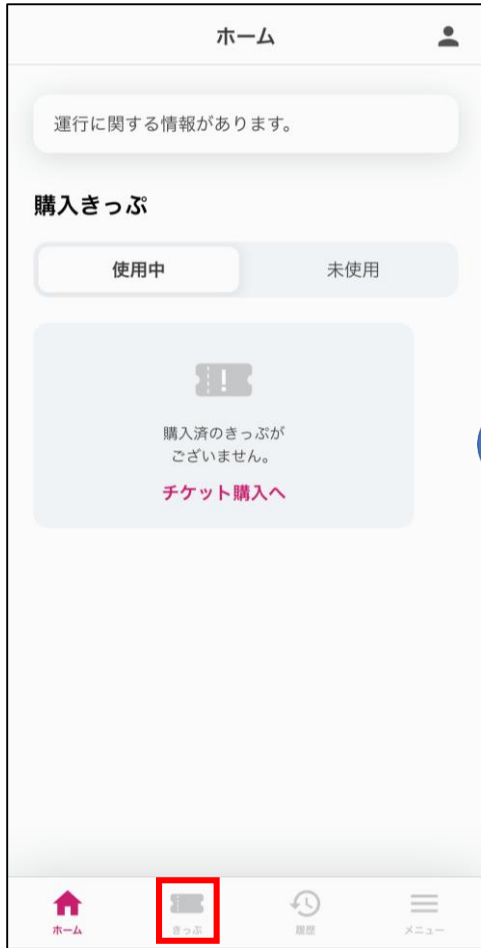 ホーム
運行に関する情報があります。
購入きっぷ
使用中
未使用
購入済のきっぷが
ございません。
チケット購入へ
ホーム
きっぷ
履歴
メニュー